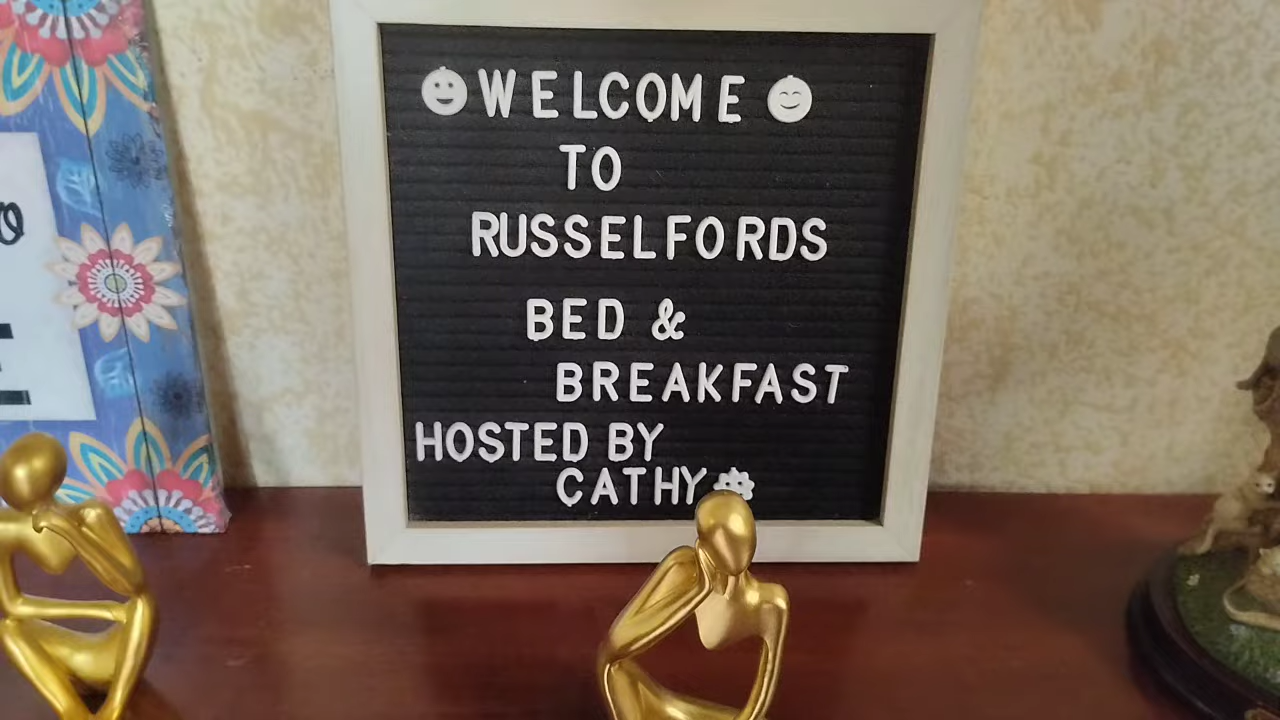 WELCOME
TO
RUSSELFORDS
BED &
BREAKFAST
HOSTED BY
CATHY